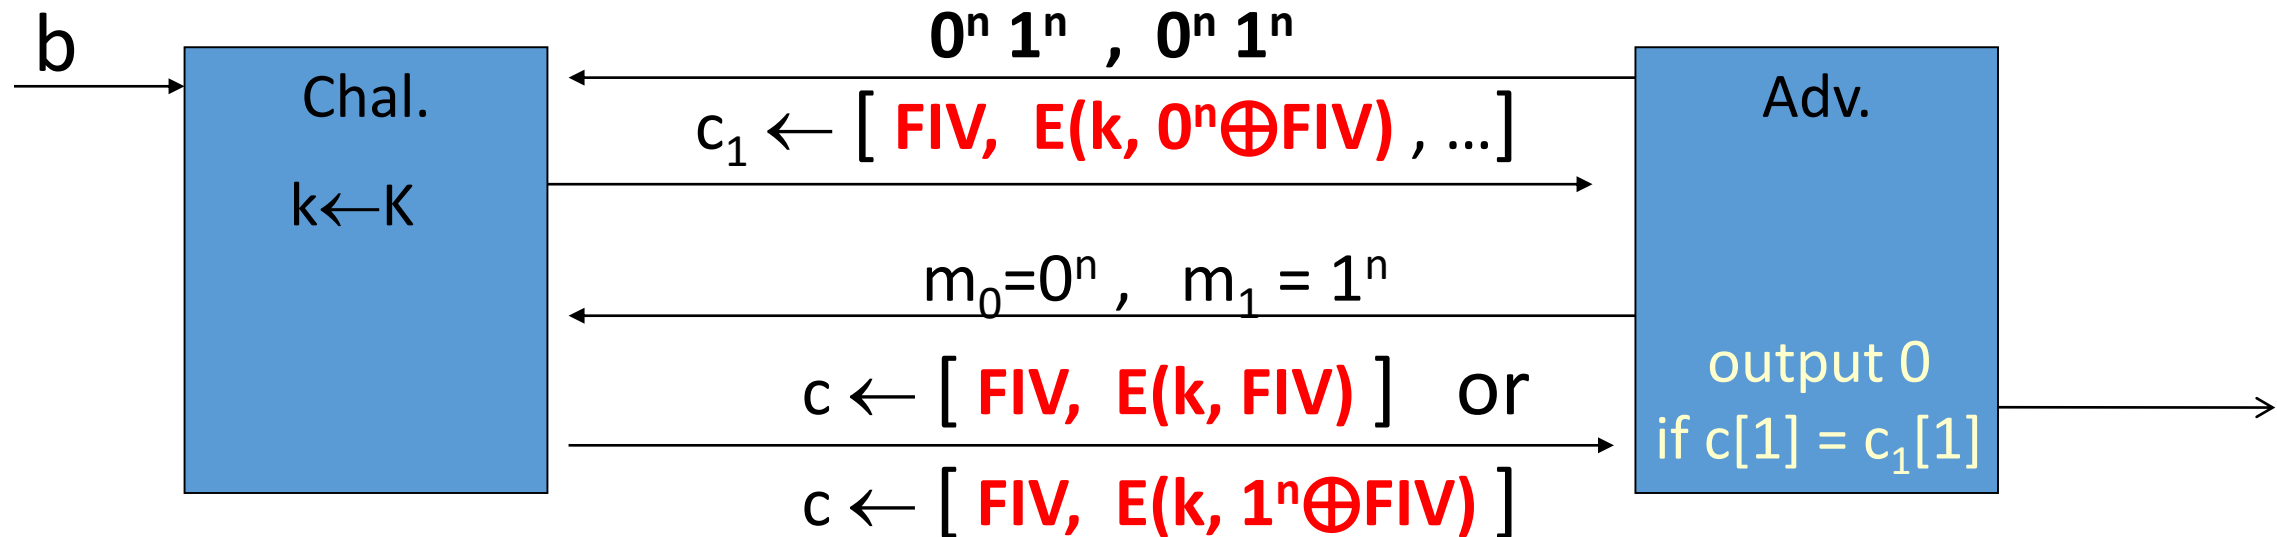 b
Chal.
k←K
0ⁿ 1ⁿ , 0ⁿ 1ⁿ
c₁ ← [ FIV, E(k, 0ⁿ⊕FIV) , …]
m₀=0ⁿ , m₁ = 1ⁿ
c ← [ FIV, E(k, FIV) ] or
c ← [ FIV, E(k, 1ⁿ⊕FIV) ]
Adv.
output 0
if c[1] = c₁[1]